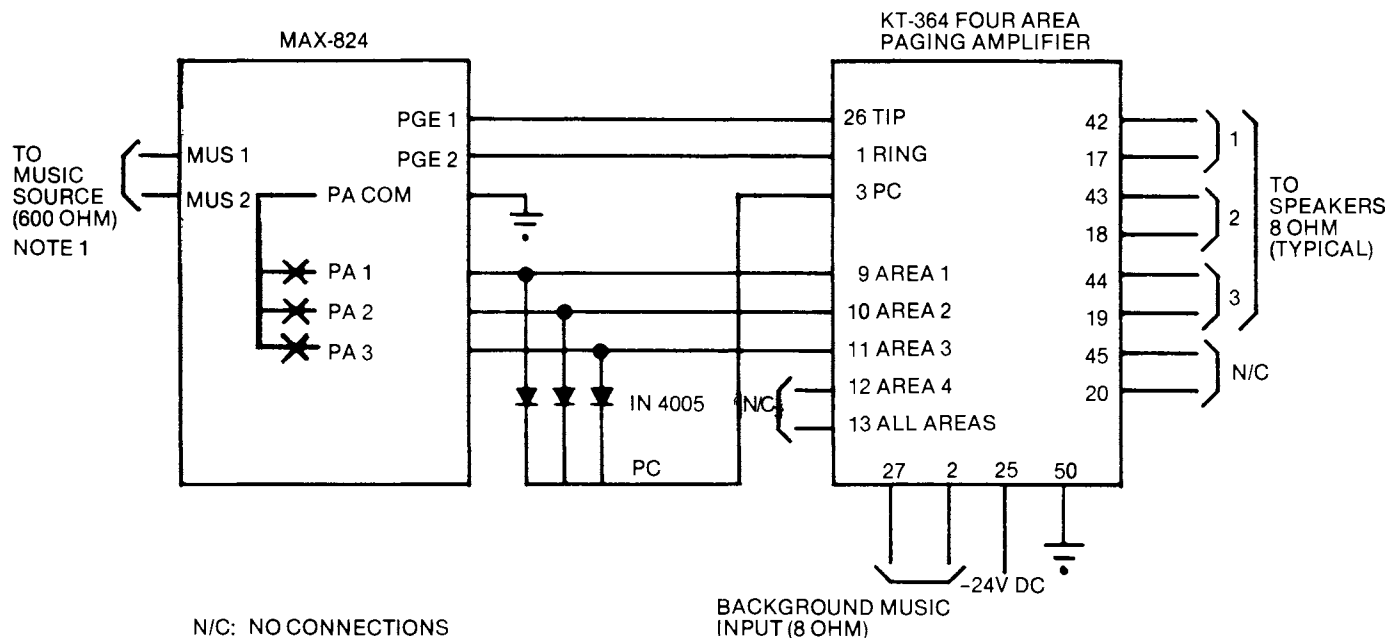 MAX-824
KT-364 FOUR AREA
PAGING AMPLIFIER
TO
MUSIC
SOURCE
(600 OHM)
NOTE 1
MUS 1
MUS 2
PGE 1
PGE 2
PA COM
PA 1
PA 2
PA 3
IN 4005
PC
N/C
26 TIP
1 RING
3 PC
9 AREA 1
10 AREA 2
11 AREA 3
12 AREA 4
13 ALL AREAS
42
17
43
18
44
19
45
20
1
2
3
N/C
TO
SPEAKERS
8 OHM
(TYPICAL)
27 2 25 50
-24V DC
BACKGROUND MUSIC
INPUT (8 OHM)
N/C: NO CONNECTIONS